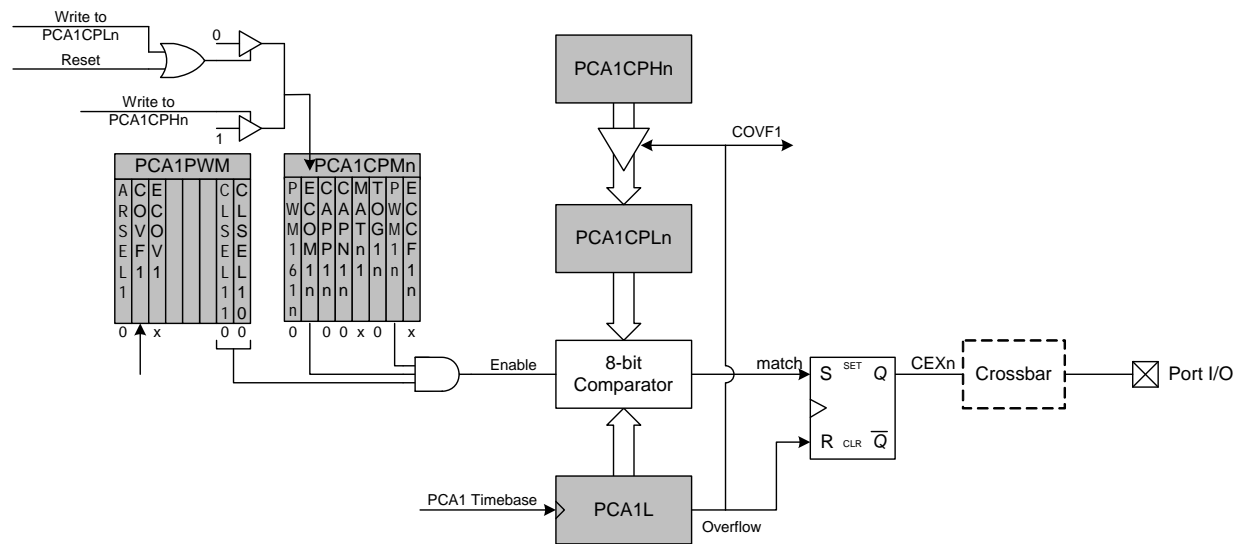 Write to
PCA1CPLn
Reset
0
Write to
PCA1CPHn
1
PCA1CPHn
COVF1
PCA1PWM
ARSEL1
COVF1
ECOV1
CLSEL11
CLSEL10
0
x
0
0
PCA1CPMn
PWM161n
ECOM1n
CAPP1n
CAPN1n
MATn1
TOG1n
PWM1n
ECCF1n
0
0
0
x
0
x
PCA1CPLn
Enable
8-bit
Comparator
match
S SET Q
R CLR Q
CEXn
Crossbar
Port I/O
PCA1 Timebase
PCA1L
Overflow